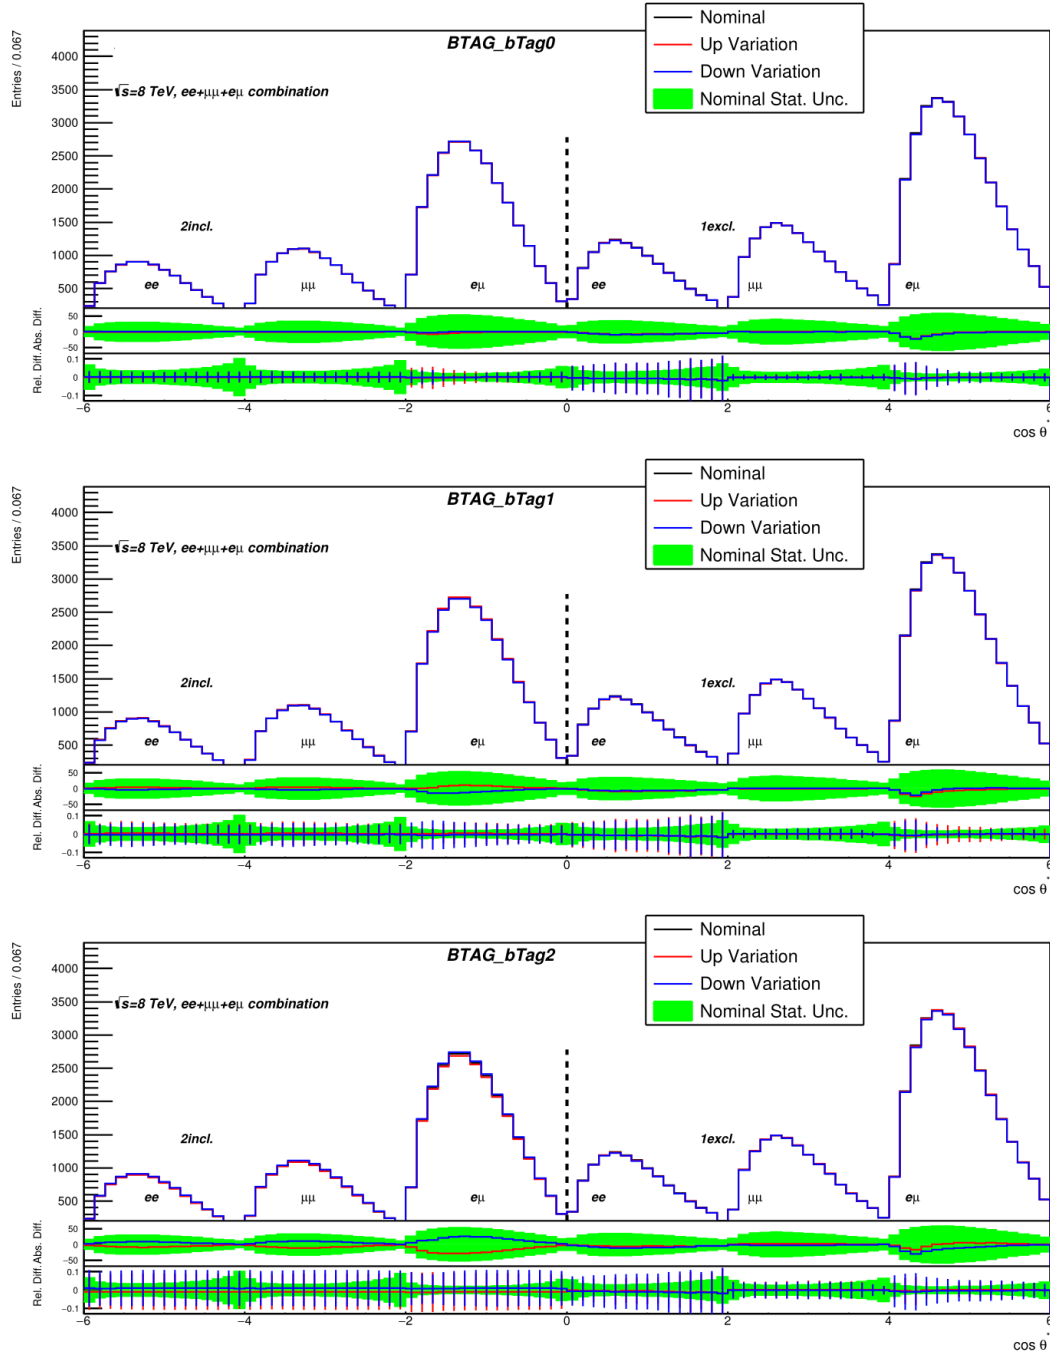 Nominal
Up Variation
Down Variation
Nominal Stat. Unc.
BTAG_bTag0
Entries / 0.067
√s=8 TeV, ee+μμ+eμ combination
4000
3500
3000
2500
2000
1500
1000
500
2incl.
1excl.
ee
μμ
eμ
ee
μμ
eμ
Abs. Diff.
50
0
−50
Rel. Diff.
0.1
0
−0.1
−6
−4
−2
0
2
4
6
cos θ*
Nominal
Up Variation
Down Variation
Nominal Stat. Unc.
BTAG_bTag1
Entries / 0.067
√s=8 TeV, ee+μμ+eμ combination
4000
3500
3000
2500
2000
1500
1000
500
2incl.
1excl.
ee
μμ
eμ
ee
μμ
eμ
Abs. Diff.
50
0
−50
Rel. Diff.
0.1
0
−0.1
−6
−4
−2
0
2
4
6
cos θ*
Nominal
Up Variation
Down Variation
Nominal Stat. Unc.
BTAG_bTag2
Entries / 0.067
√s=8 TeV, ee+μμ+eμ combination
4000
3500
3000
2500
2000
1500
1000
500
2incl.
1excl.
ee
μμ
eμ
ee
μμ
eμ
Abs. Diff.
50
0
−50
Rel. Diff.
0.1
0
−0.1
−6
−4
−2
0
2
4
6
cos θ*